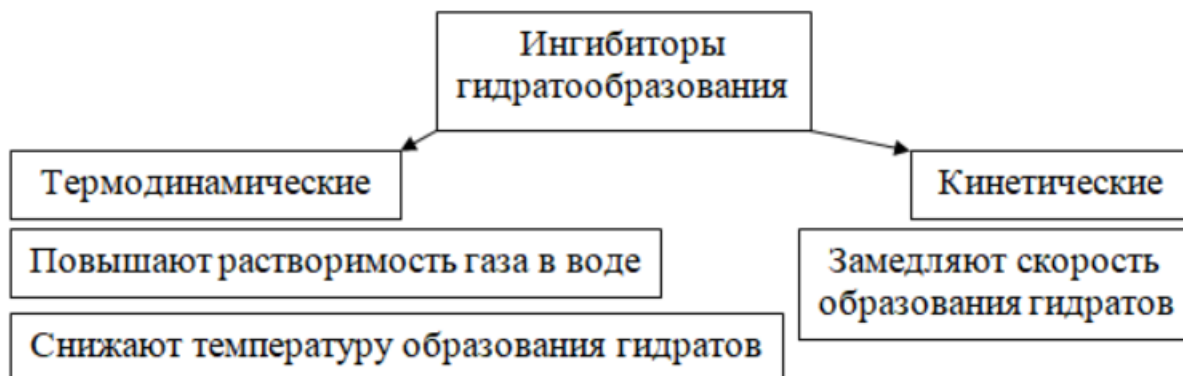 Ингибиторы
гидратообразования
Термодинамические
Кинетические
Повышают растворимость газа в воде
Замедляют скорость
образования гидратов
Снижают температуру образования гидратов